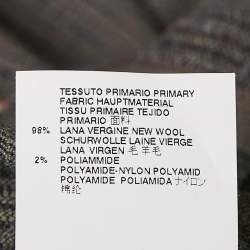 TESSUTO PRIMARIO PRIMARY
FABRIC HAUPTMATERIAL
TISSU PRIMAIRE TEJIDO
PRIMARIO 面料
98% LANA VERGINE NEW WOOL
SCHURWOLLE LAINE VIERGE
LANA VIRGEN 毛 羊毛
2% POLIAMMIDE
POLYAMIDE-NYLON POLYAMID
POLYAMIDE POLIAMIDA ナイロン
锦纶